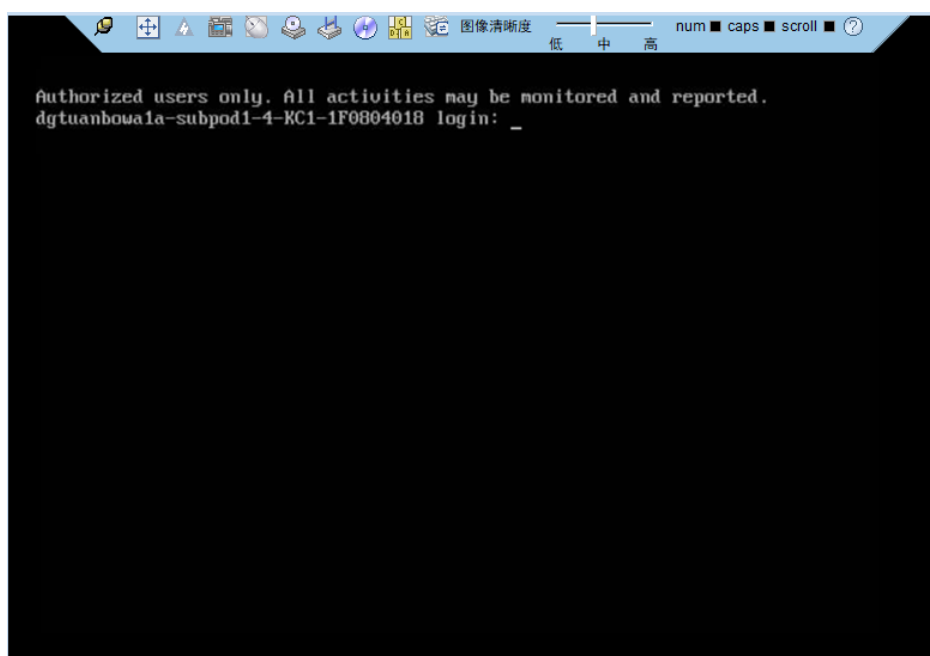 图像清晰度 低 中 高 num caps scroll ?
Authorized users only. All activities may be monitored and reported.
dgtuanbowa1a-subpod1-4-KC1-1F0804018 login: _